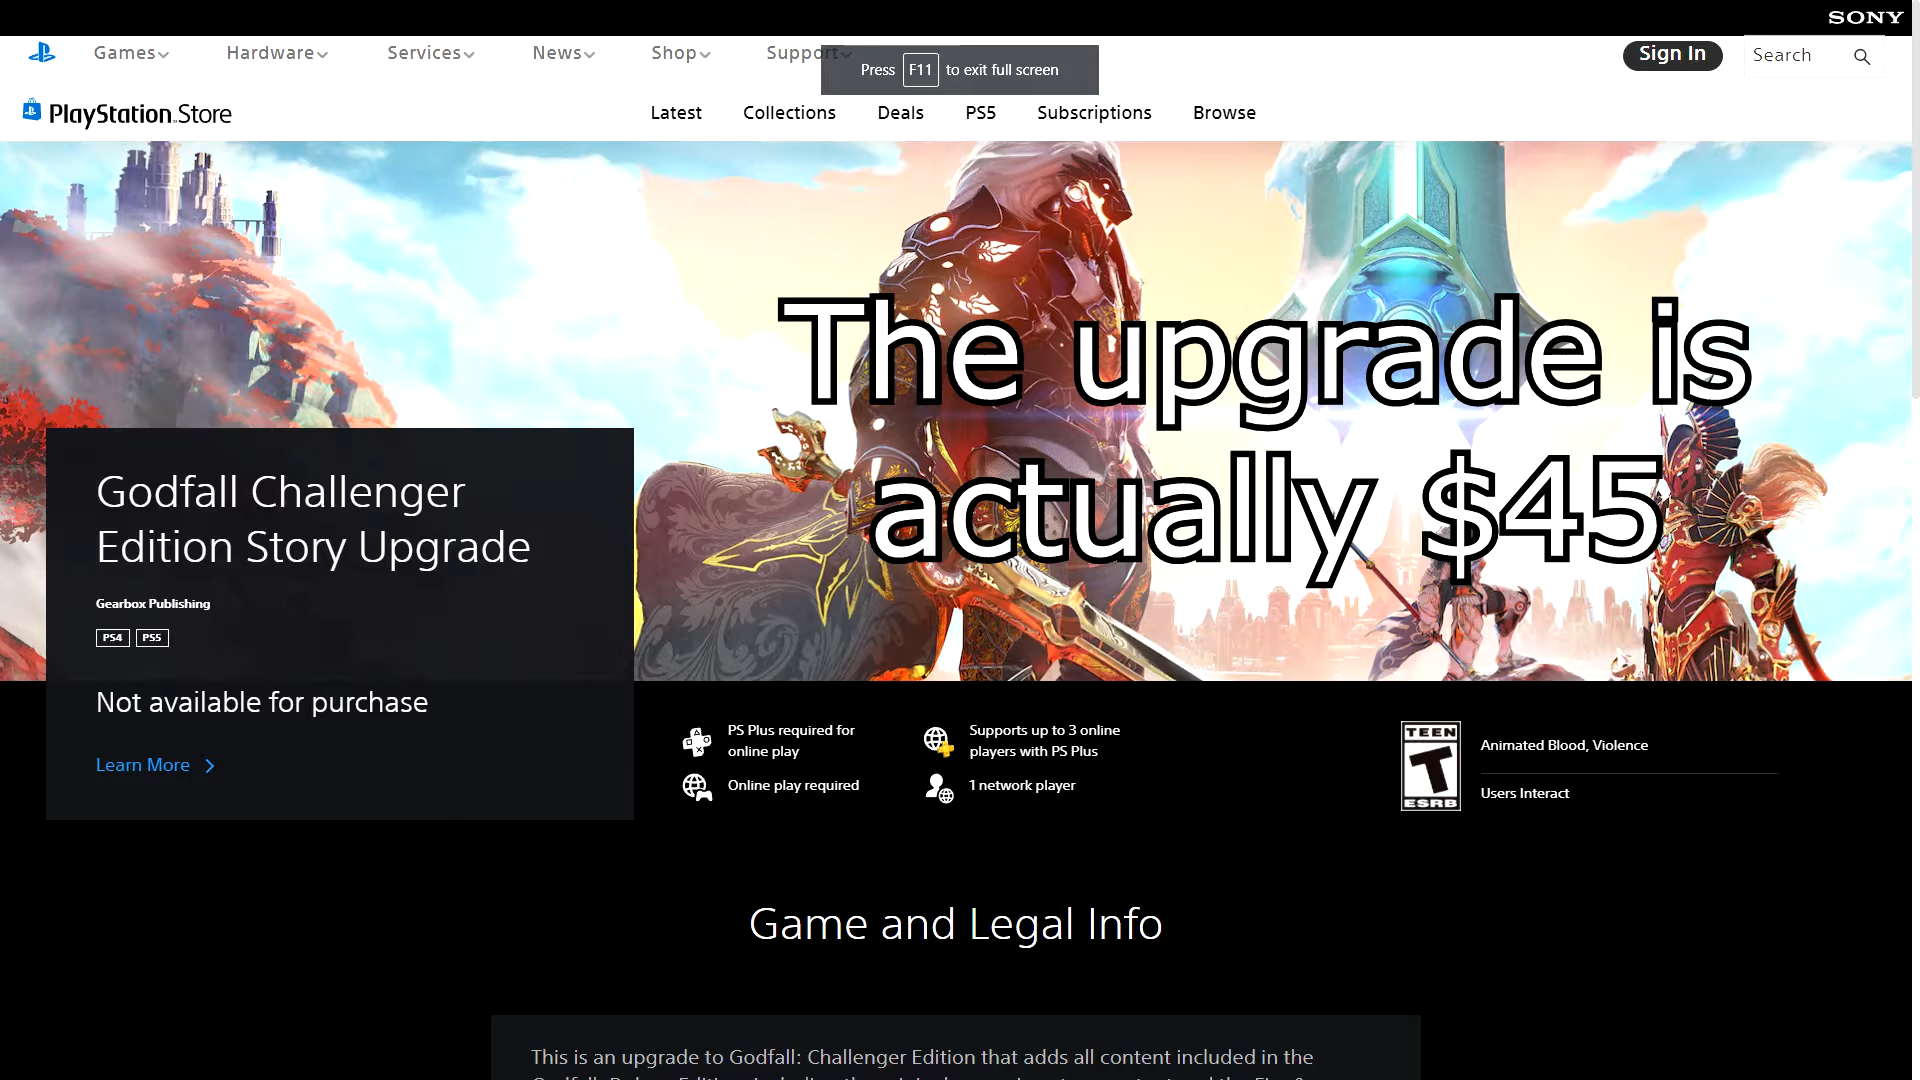 SONY
Games
Hardware
Services
News
Shop
Support
Press F11 to exit full screen
Sign In
Search
PlayStation Store
Latest
Collections
Deals
PS5
Subscriptions
Browse
The upgrade is
actually $45
Godfall Challenger
Edition Story Upgrade
Gearbox Publishing
PS4 PS5
Not available for purchase
Learn More
PS Plus required for
online play
Supports up to 3 online
players with PS Plus
Online play required
1 network player
TEEN
T
ESRB
Animated Blood, Violence
Users Interact
Game and Legal Info
This is an upgrade to Godfall: Challenger Edition that adds all content included in the